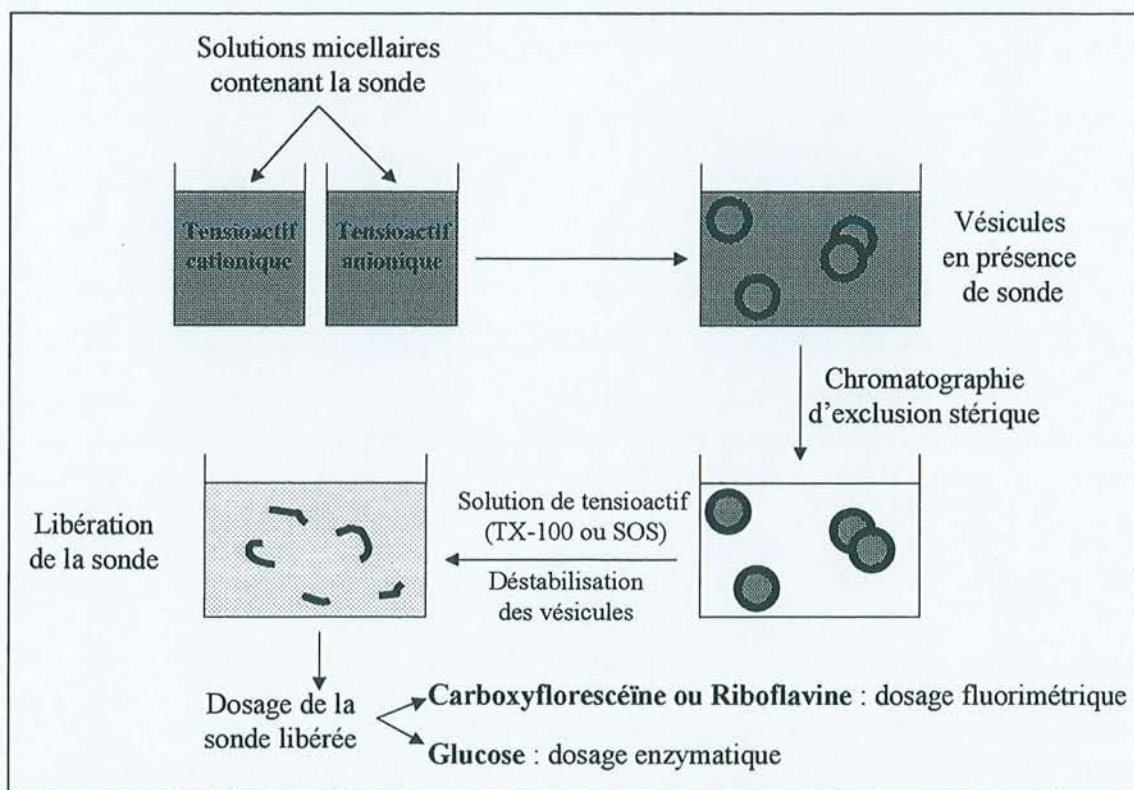 Solutions micellaires
contenant la sonde
Tensioactif
cationique
Tensioactif
anionique
Vésicules
en présence
de sonde
Chromatographie
d'exclusion stérique
Solution de tensioactif
(TX-100 ou SOS)
Déstabilisation
des vésicules
Libération
de la sonde
Dosage de la
sonde libérée
Carboxyflorescéïne ou Riboflavine : dosage fluorimétrique
Glucose : dosage enzymatique